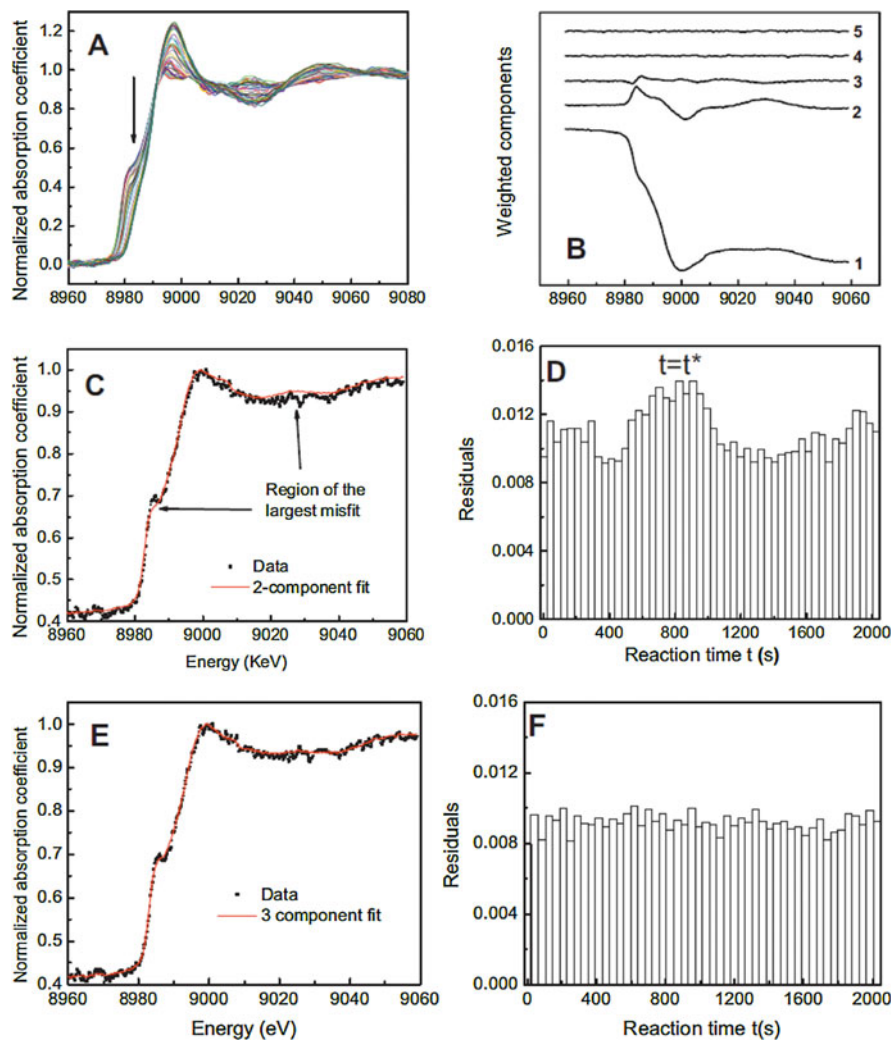 A
Normalized absorption coefficient
1.2
1.0
0.8
0.6
0.4
0.2
0.0
8960 8980 9000 9020 9040 9060 9080
B
Weighted components
5
4
3
2
1
8960 8980 9000 9020 9040 9060
C
Normalized absorption coefficient
1.0
0.9
0.8
0.7
0.6
0.5
0.4
Region of the
largest misfit
Data
2-component fit
8960 8980 9000 9020 9040 9060
Energy (KeV)
D
t=t*
Residuals
0.016
0.012
0.008
0.004
0.000
0 400 800 1200 1600 2000
Reaction time t (s)
E
Normalized absorption coefficient
1.0
0.9
0.8
0.7
0.6
0.5
0.4
Data
3 component fit
8960 8980 9000 9020 9040 9060
Energy (eV)
F
Residuals
0.016
0.012
0.008
0.004
0.000
0 400 800 1200 1600 2000
Reaction time t(s)